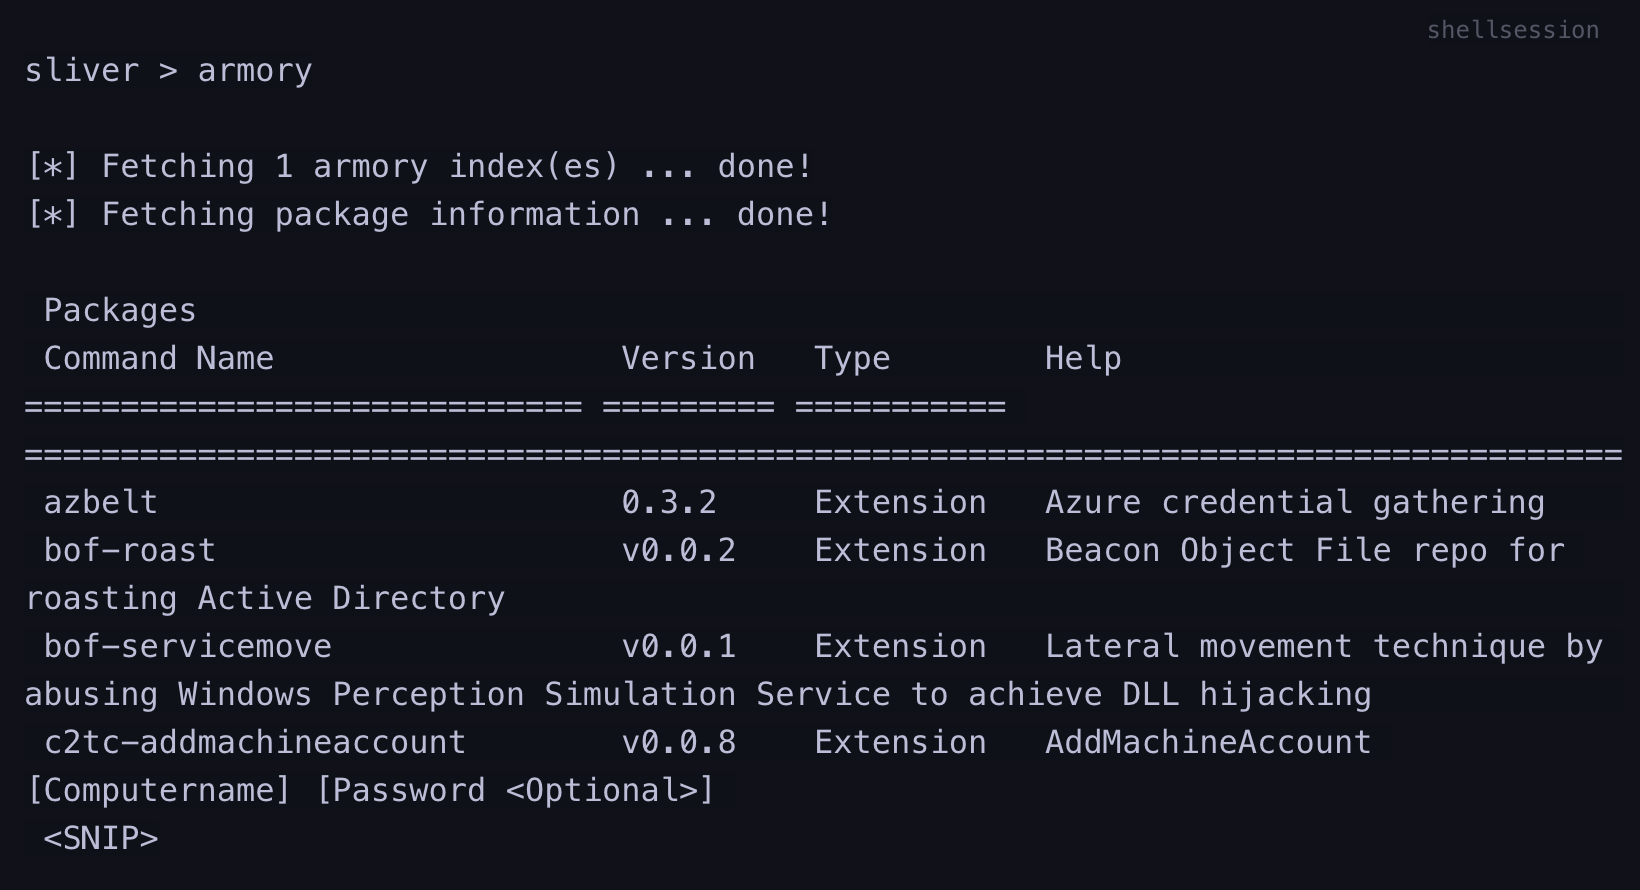 shellsession
sliver > armory
[*] Fetching 1 armory index(es) ... done!
[*] Fetching package information ... done!
 Packages
 Command Name                  Version   Type        Help
============================= ========= ===========
===================================================================================
 azbelt                        0.3.2     Extension   Azure credential gathering
 bof-roast                     v0.0.2    Extension   Beacon Object File repo for
roasting Active Directory
 bof-servicemove               v0.0.1    Extension   Lateral movement technique by
abusing Windows Perception Simulation Service to achieve DLL hijacking
 c2tc-addmachineaccount        v0.0.8    Extension   AddMachineAccount
[Computername] [Password <Optional>]
 <SNIP>